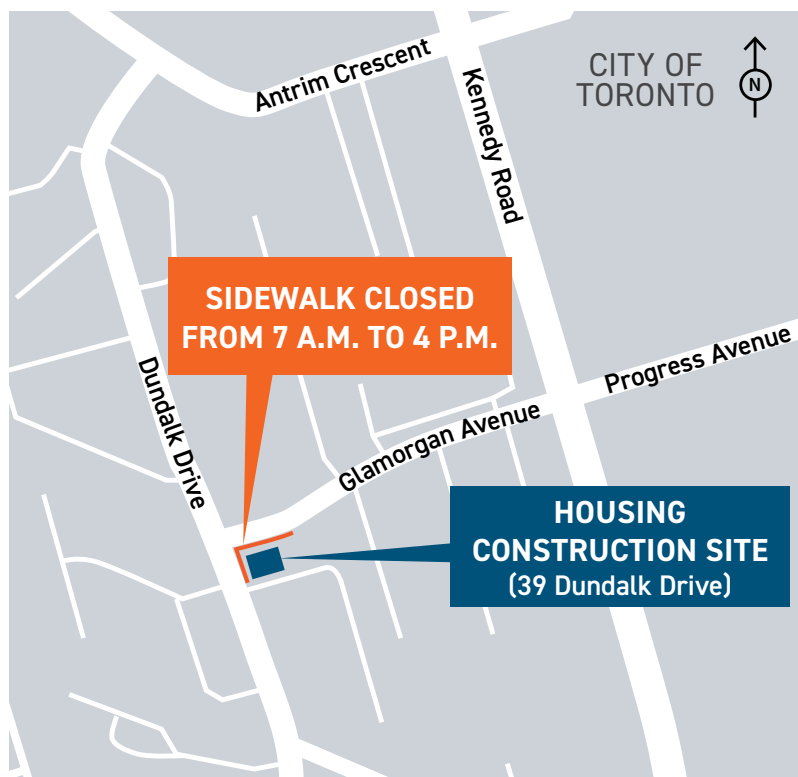 Antrim Crescent
Kennedy Road
CITY OF
TORONTO
N
SIDEWALK CLOSED
FROM 7 A.M. TO 4 P.M.
Progress Avenue
Dundalk Drive
Glamorgan Avenue
HOUSING
CONSTRUCTION SITE
(39 Dundalk Drive)